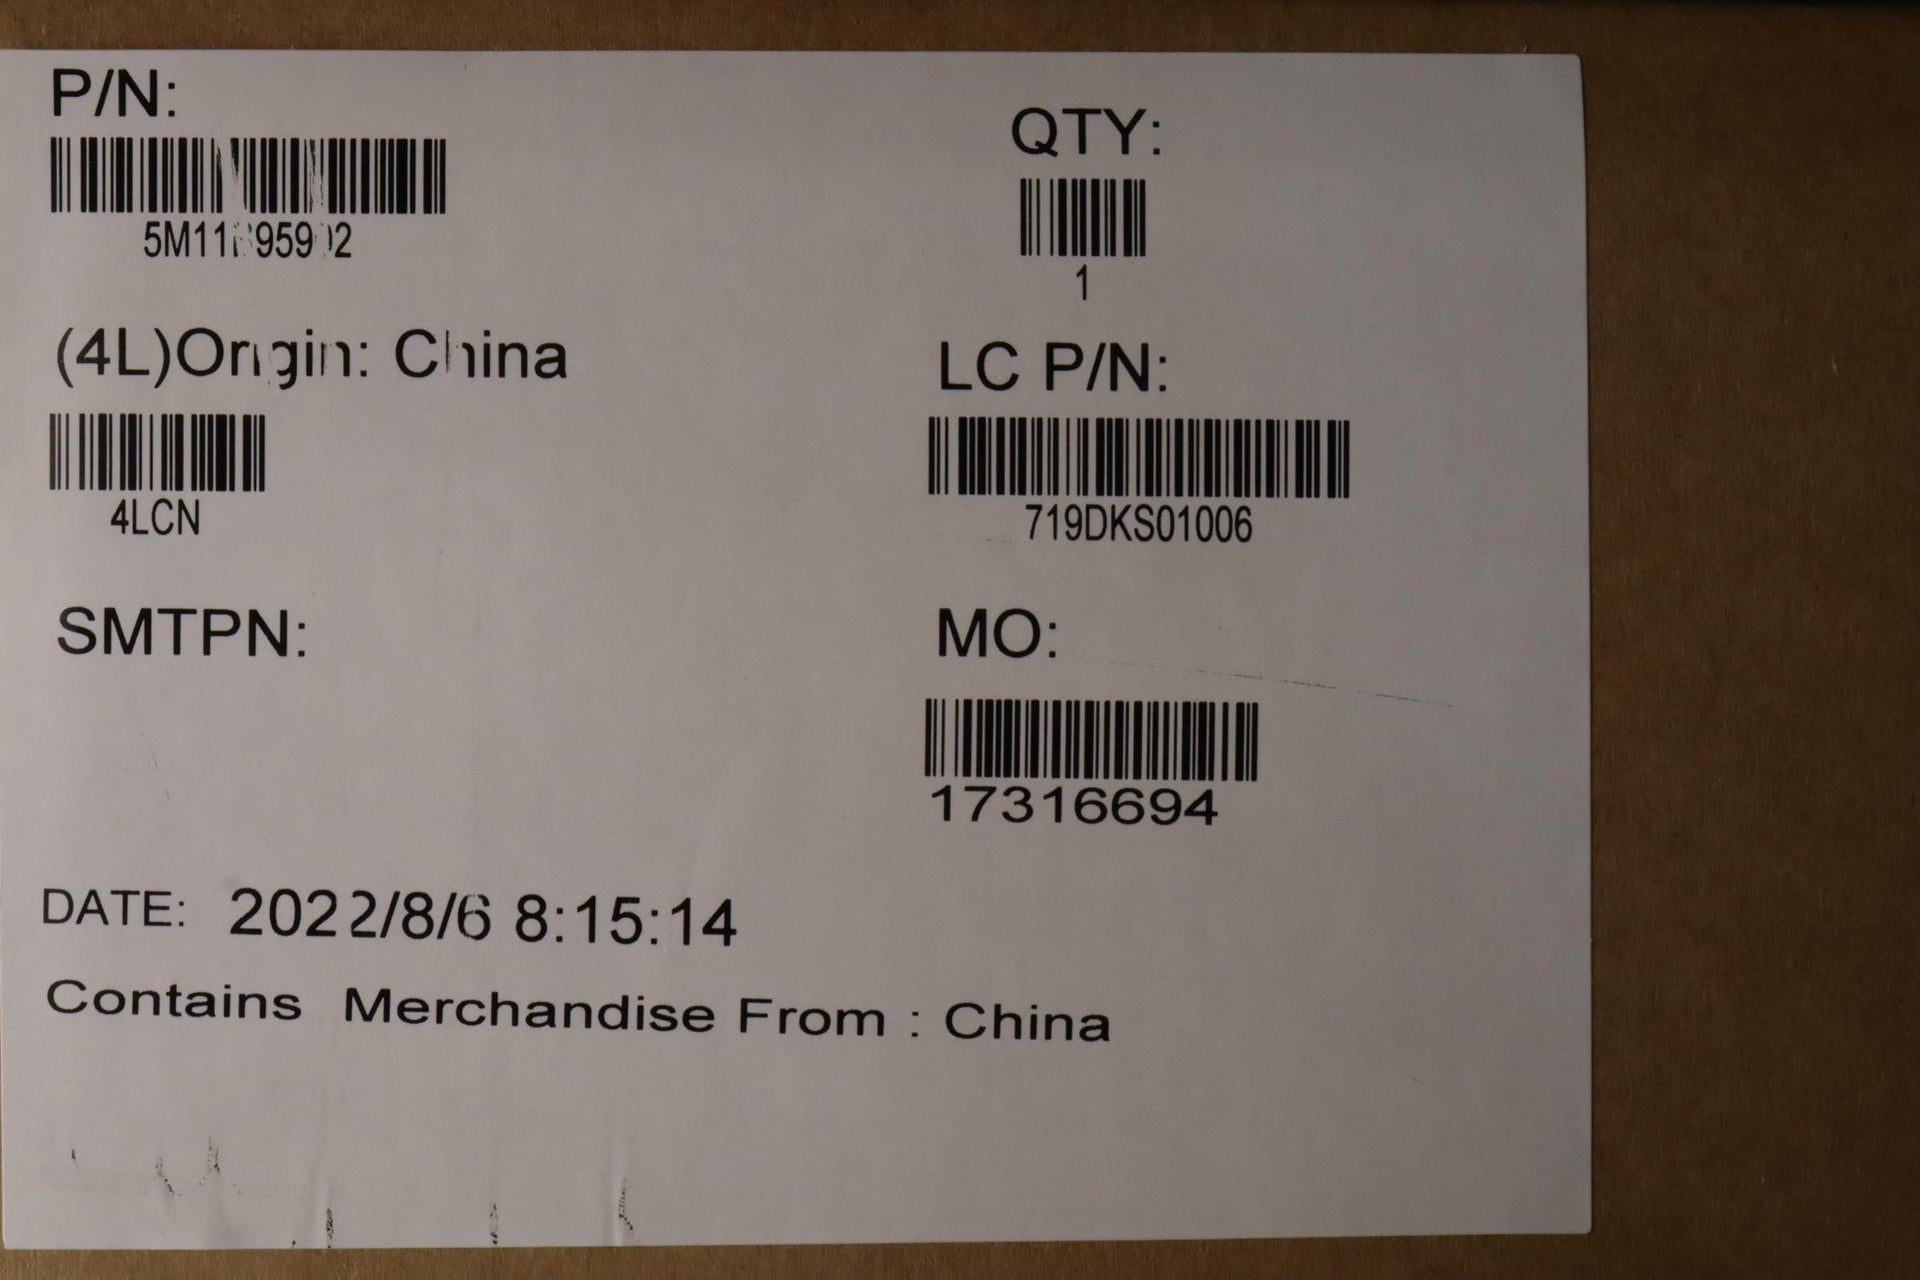 P/N:
QTY:
1
(4L)Origin: China
4LCN
LC P/N:
719DKS01006
SMTPN:
MO:
17316694
DATE: 2022/8/6 8:15:14
Contains Merchandise From : China